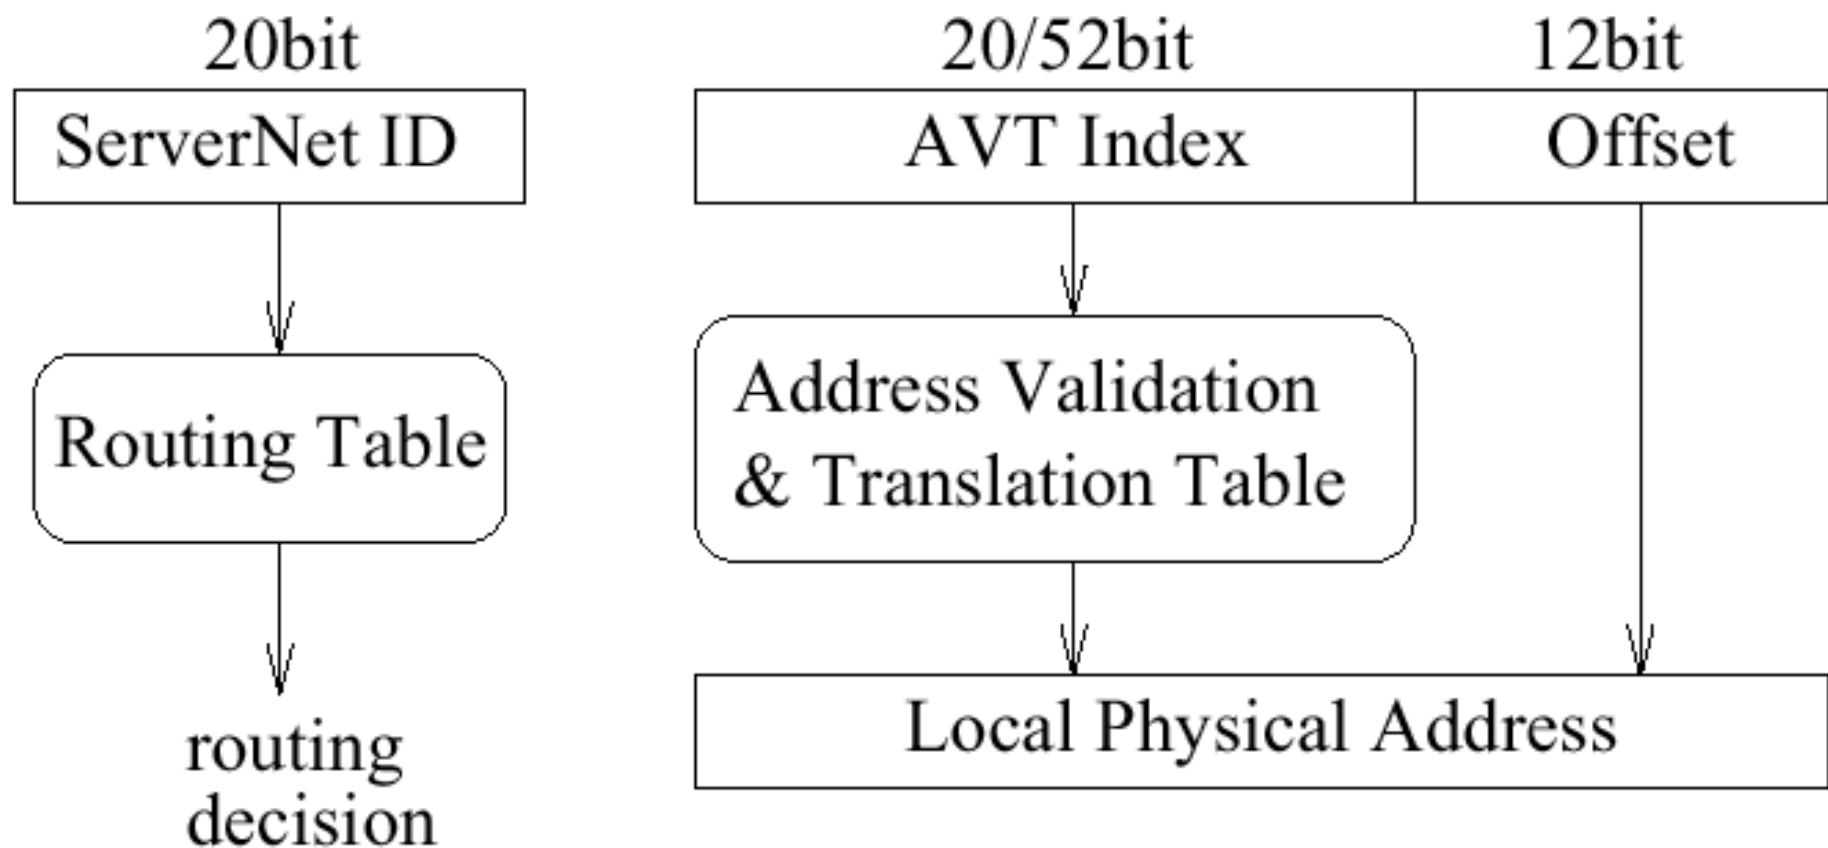 20bit
20/52bit
12bit
ServerNet ID
AVT Index
Offset
Routing Table
Address Validation
& Translation Table
routing
decision
Local Physical Address